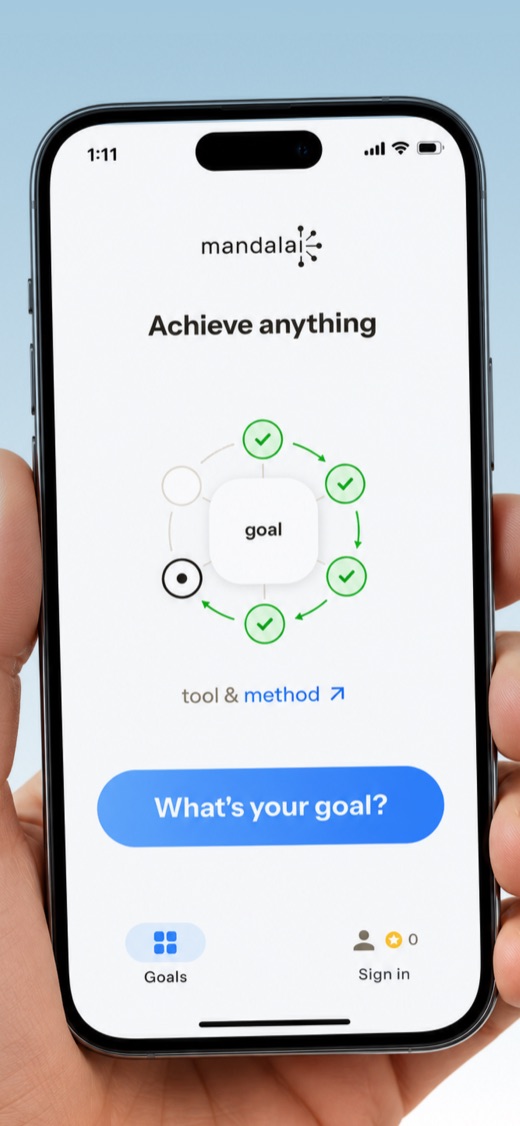 1:11
mandalai
Achieve anything
goal
tool & method
What's your goal?
0
Goals
Sign in